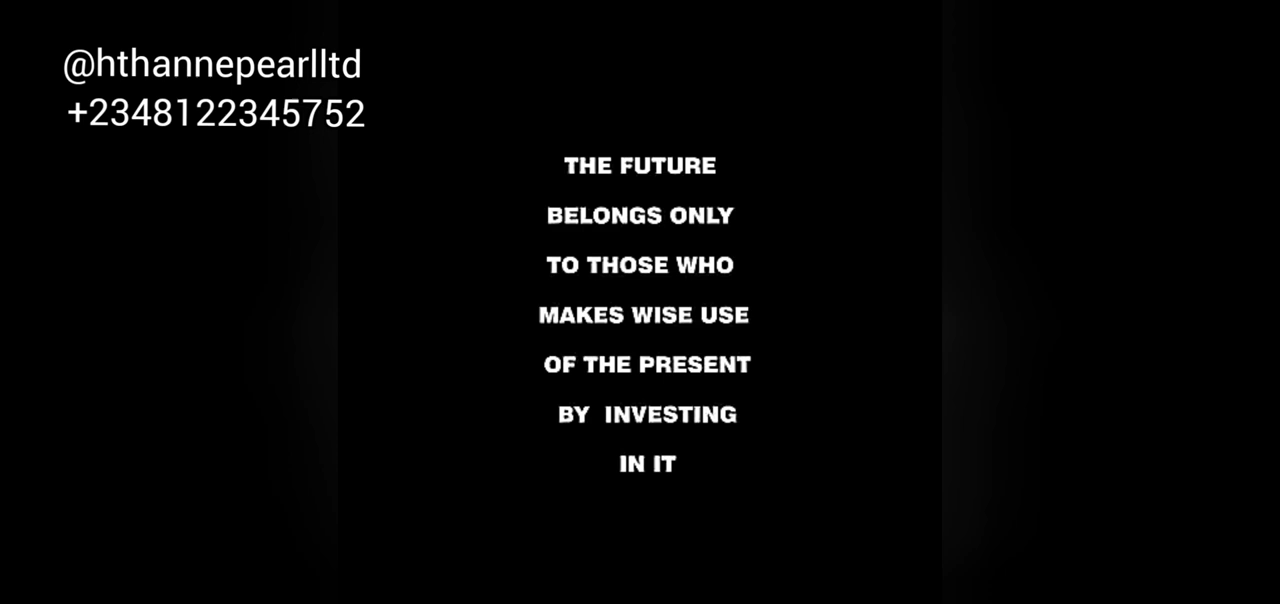 @hthannepearlltd
+2348122345752
THE FUTURE
BELONGS ONLY
TO THOSE WHO
MAKES WISE USE
OF THE PRESENT
BY INVESTING
IN IT